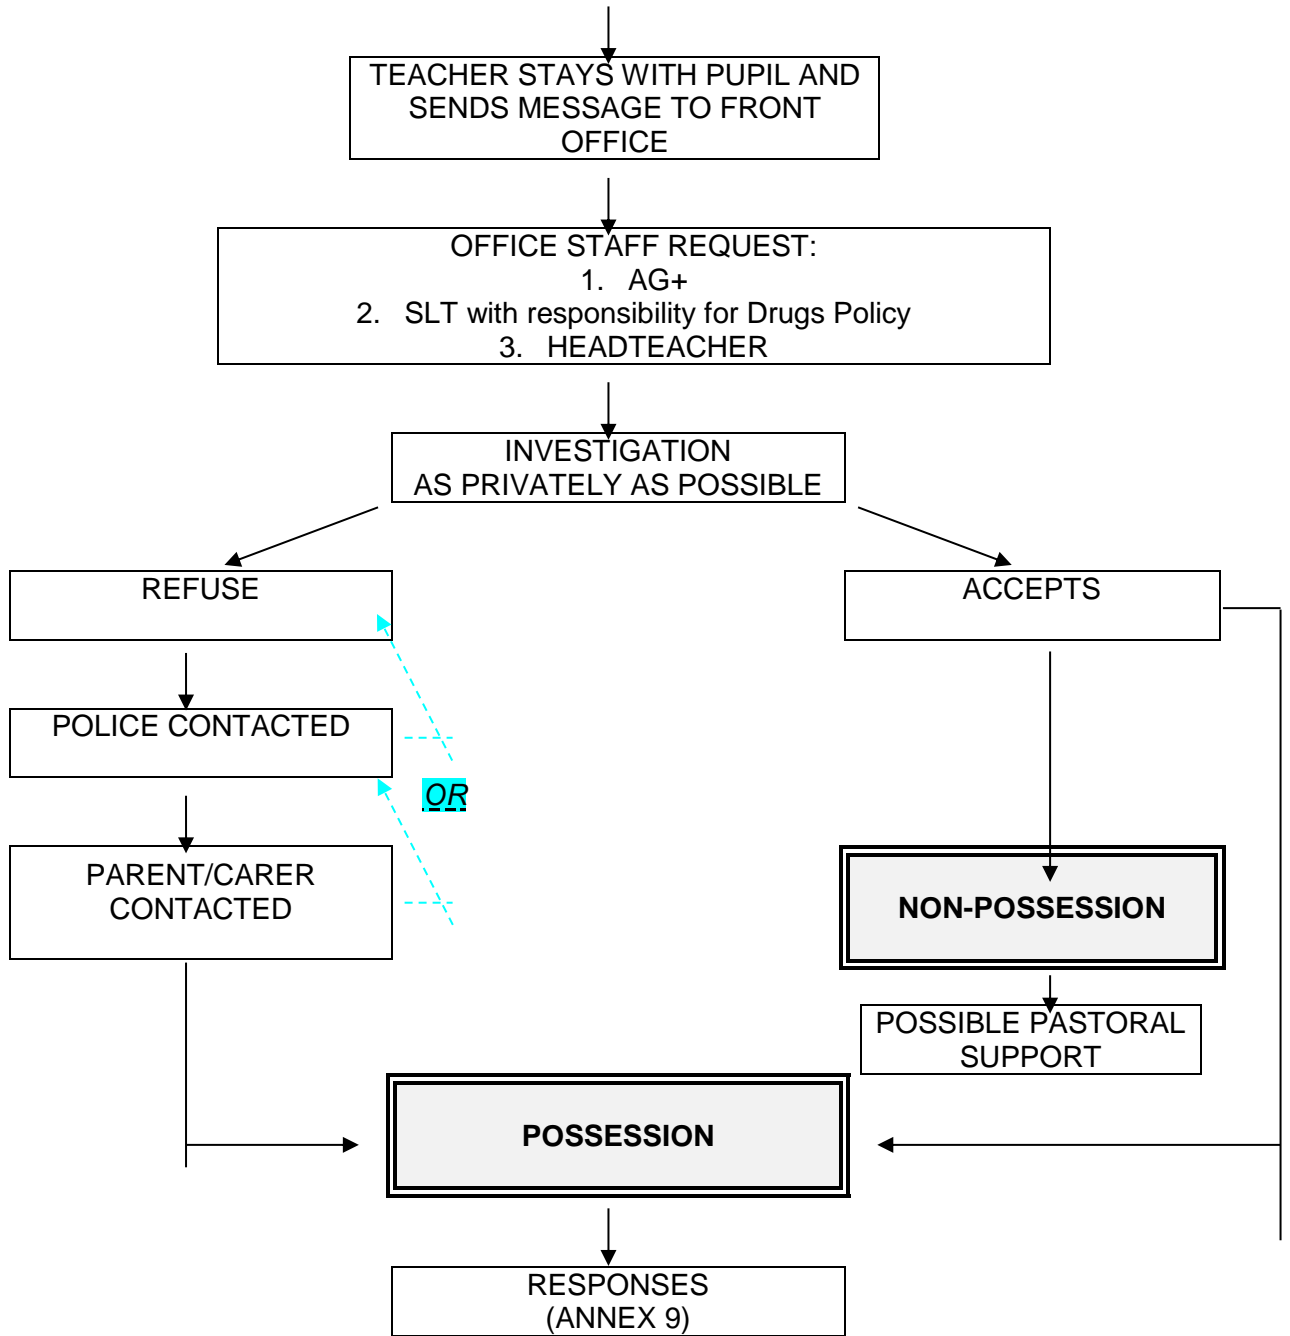 TEACHER STAYS WITH PUPIL AND
SENDS MESSAGE TO FRONT
OFFICE
OFFICE STAFF REQUEST:
1. AG+
2. SLT with responsibility for Drugs Policy
3. HEADTEACHER
INVESTIGATION
AS PRIVATELY AS POSSIBLE
REFUSE
ACCEPTS
POLICE CONTACTED
OR
PARENT/CARER
CONTACTED
NON-POSSESSION
POSSIBLE PASTORAL
SUPPORT
POSSESSION
RESPONSES
(ANNEX 9)